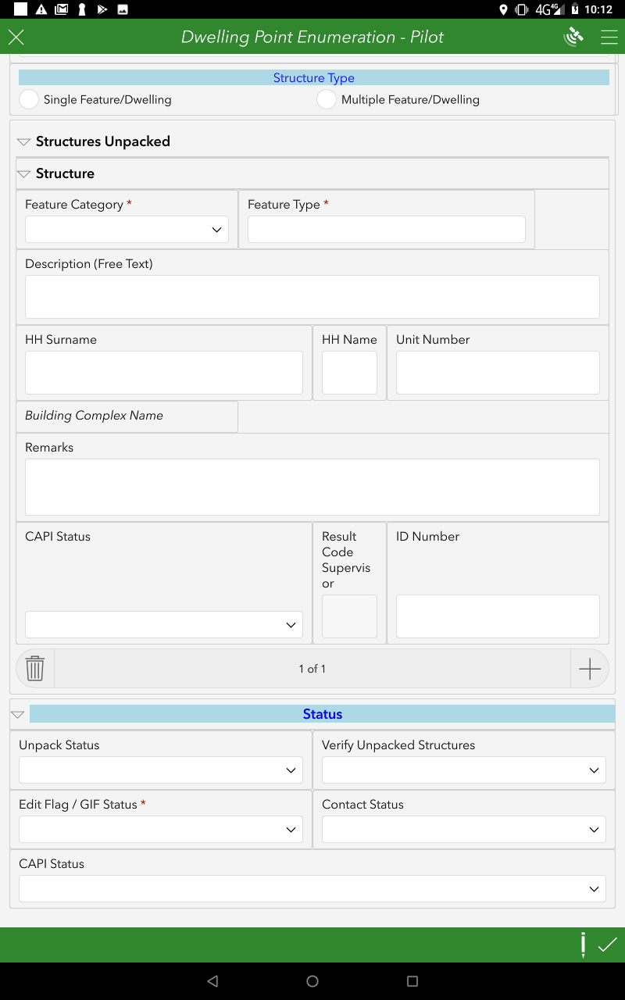 4G 4G 10:12
Dwelling Point Enumeration - Pilot
Structure Type
Single Feature/Dwelling Multiple Feature/Dwelling
Structures Unpacked
Structure
Feature Category * Feature Type *
Description (Free Text)
HH Surname HH Name Unit Number
Building Complex Name
Remarks
CAPI Status Result ID Number
Code
Supervis
or
1 of 1
Status
Unpack Status Verify Unpacked Structures
Edit Flag / GIF Status * Contact Status
CAPI Status